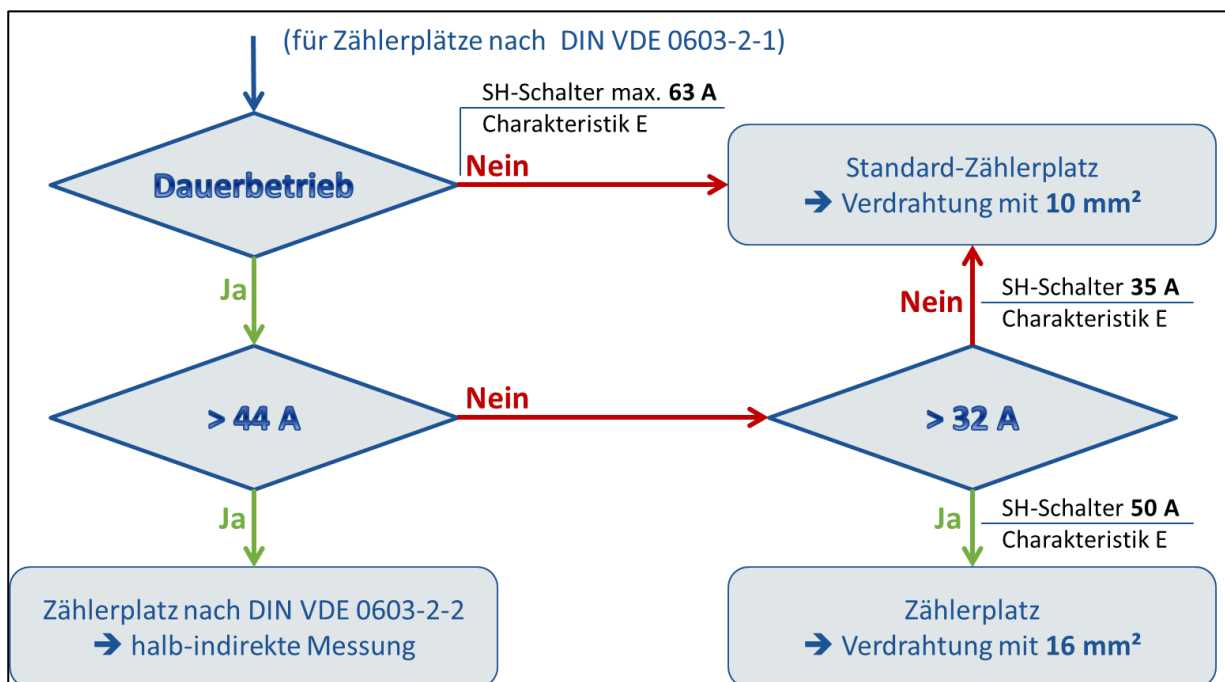 (für Zählerplätze nach DIN VDE 0603-2-1)
SH-Schalter max. 63 A
Charakteristik E
Dauerbetrieb
Nein
Standard-Zählerplatz
➔ Verdrahtung mit 10 mm²
Ja
Nein
SH-Schalter 35 A
Charakteristik E
> 44 A
Nein
> 32 A
Ja
Ja
SH-Schalter 50 A
Charakteristik E
Zählerplatz nach DIN VDE 0603-2-2
➔ halb-indirekte Messung
Zählerplatz
➔ Verdrahtung mit 16 mm²